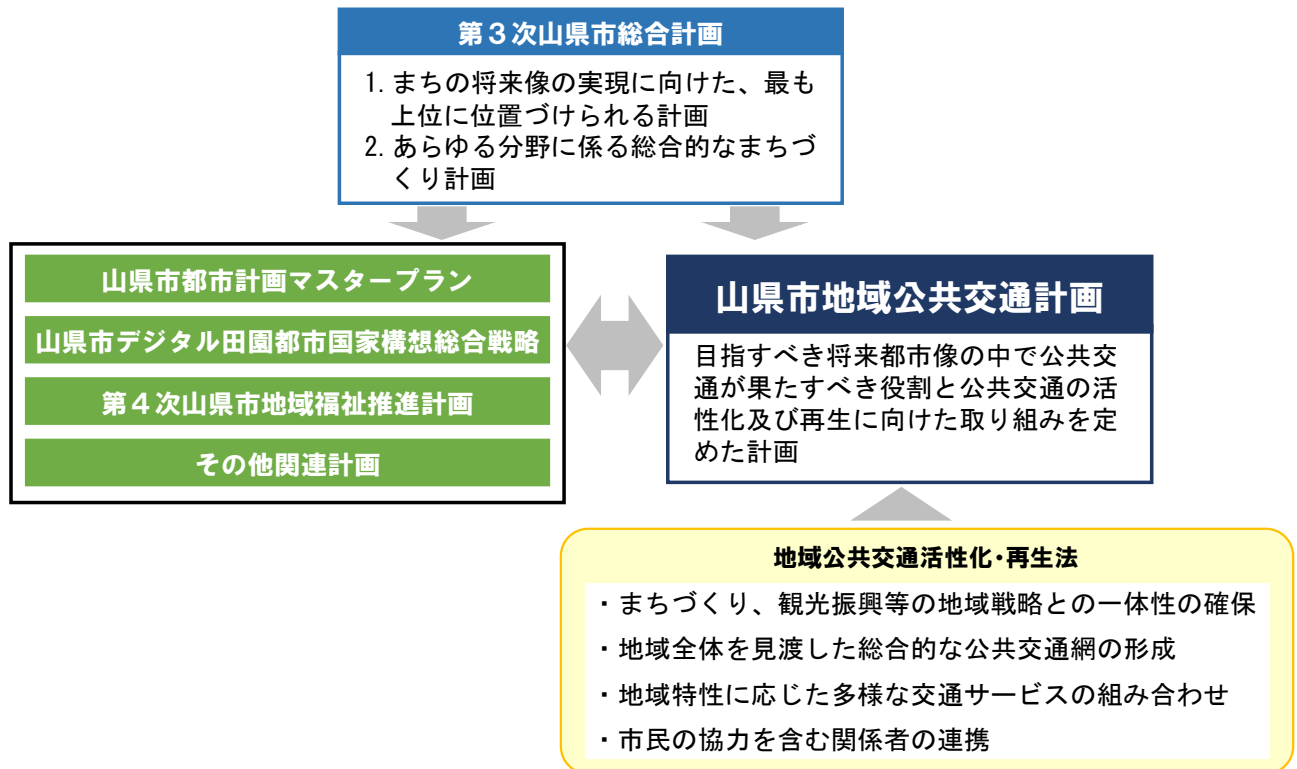 第3次山県市総合計画
1. まちの将来像の実現に向けた、最も
上位に位置づけられる計画
2. あらゆる分野に係る総合的なまちづ
くり計画
山県市都市計画マスタープラン
山県市デジタル田園都市国家構想総合戦略
第4次山県市地域福祉推進計画
その他関連計画
山県市地域公共交通計画
目指すべき将来都市像の中で公共交
通が果たすべき役割と公共交通の活
性化及び再生に向けた取り組みを定
めた計画
地域公共交通活性化・再生法
・まちづくり、観光振興等の地域戦略との一体性の確保
・地域全体を見渡した総合的な公共交通網の形成
・地域特性に応じた多様な交通サービスの組み合わせ
・市民の協力を含む関係者の連携